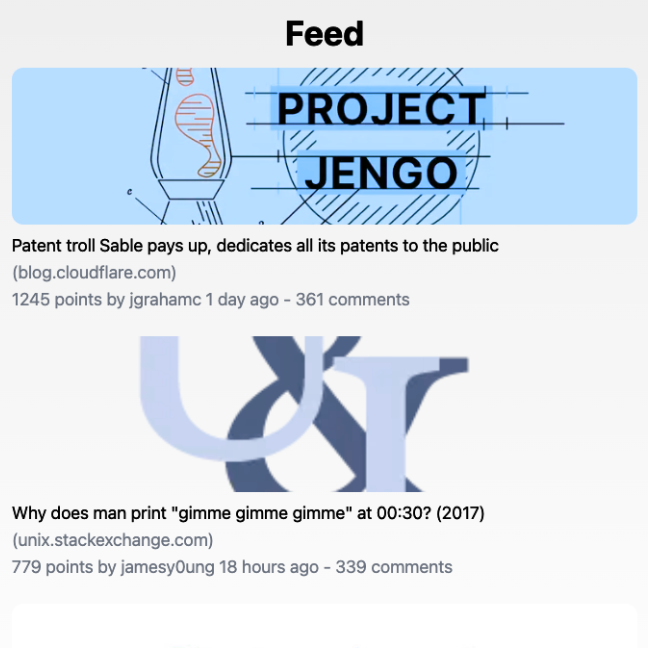 Feed
PROJECT
JENGO
Patent troll Sable pays up, dedicates all its patents to the public
(blog.cloudflare.com)
1245 points by jgrahamc 1 day ago - 361 comments
U&I
Why does man print "gimme gimme gimme" at 00:30? (2017)
(unix.stackexchange.com)
779 points by jamesy0ung 18 hours ago - 339 comments